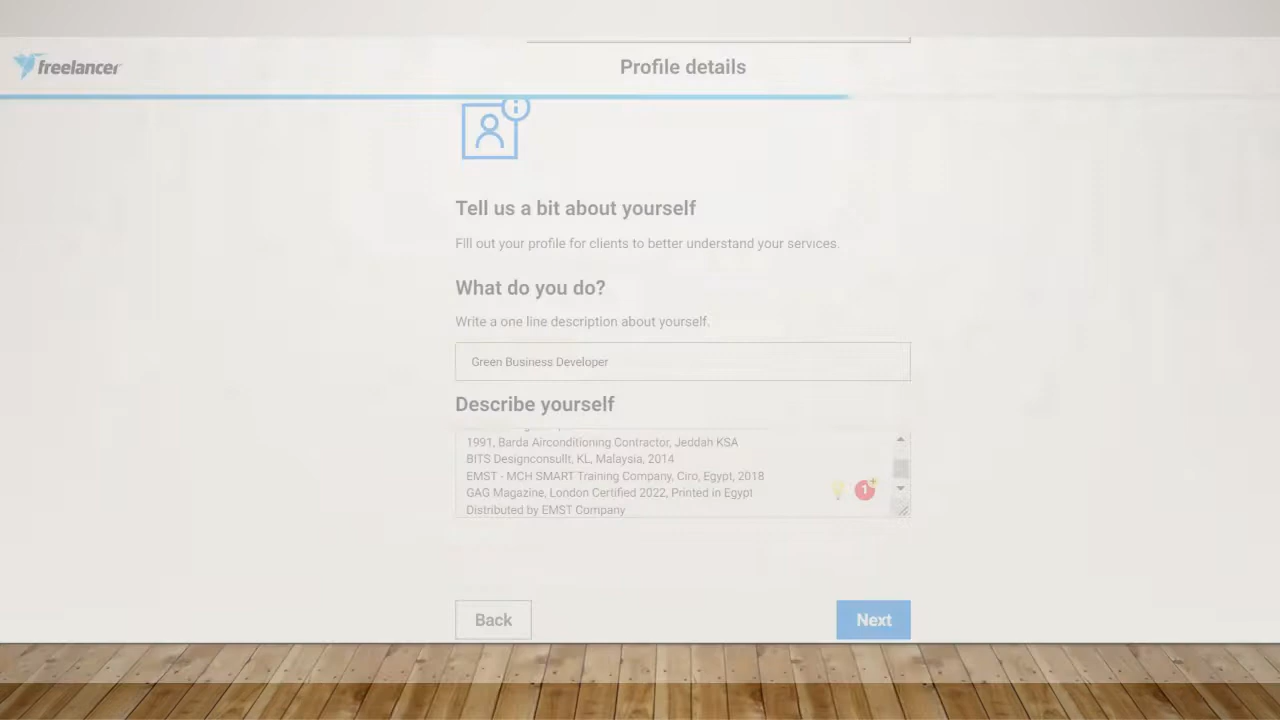 freelancer
Profile details
Tell us a bit about yourself
Fill out your profile for clients to better understand your services.
What do you do?
Write a one line description about yourself.
Green Business Developer
Describe yourself
1991, Barda Airconditioning Contractor, Jeddah KSA
BITS Designconsullt, KL, Malaysia, 2014
EMST - MCH SMART Training Company, Ciro, Egypt, 2018
GAG Magazine, London Certified 2022, Printed in Egypt
1
Distributed by EMST Company
Back
Next